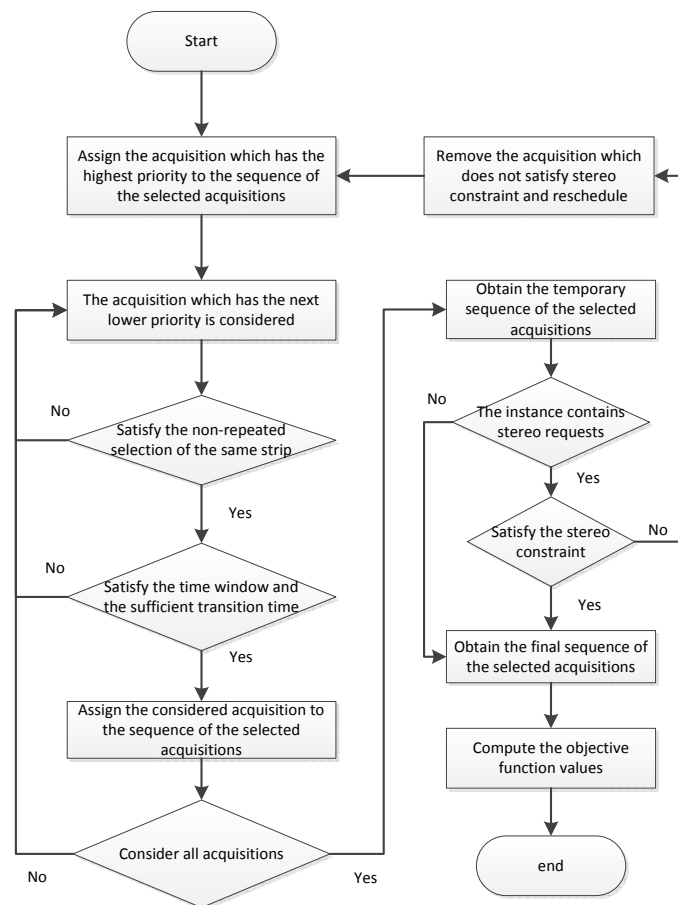 Start
Assign the acquisition which has the
highest priority to the sequence of
the selected acquisitions
Remove the acquisition which
does not satisfy stereo
constraint and reschedule
The acquisition which has the next
lower priority is considered
No
Satisfy the non-repeated
selection of the same strip
Yes
No
Satisfy the time window and
the sufficient transition time
Yes
Assign the considered acquisition to
the sequence of the selected
acquisitions
Consider all acquisitions
No
Yes
Obtain the temporary
sequence of the selected
acquisitions
No
The instance contains
stereo requests
Yes
Satisfy the stereo
constraint
No
Yes
Obtain the final sequence of
the selected acquisitions
Compute the objective
function values
end